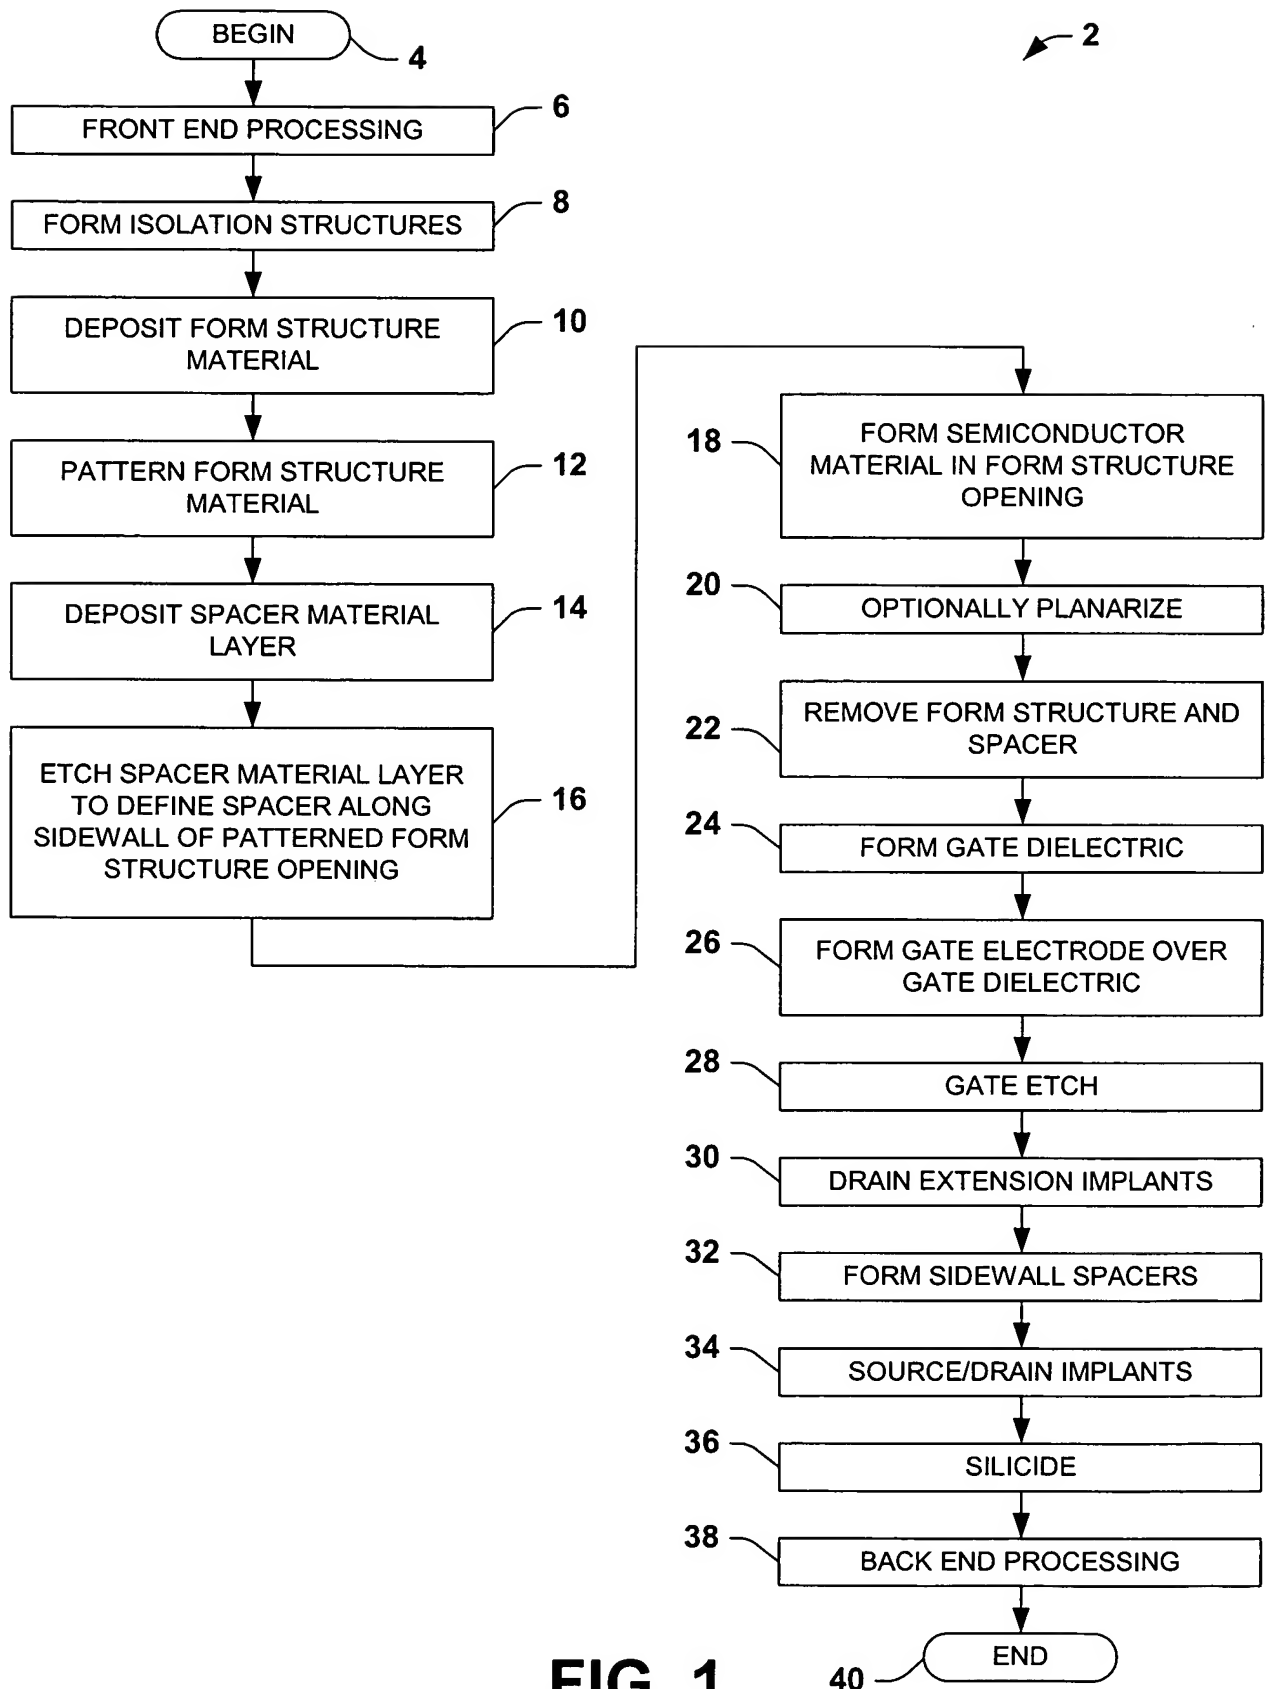 BEGIN
4
2
FRONT END PROCESSING
6
FORM ISOLATION STRUCTURES
8
DEPOSIT FORM STRUCTURE
MATERIAL
10
PATTERN FORM STRUCTURE
MATERIAL
12
DEPOSIT SPACER MATERIAL
LAYER
14
ETCH SPACER MATERIAL LAYER
TO DEFINE SPACER ALONG
SIDEWALL OF PATTERNED FORM
STRUCTURE OPENING
16
18
FORM SEMICONDUCTOR
MATERIAL IN FORM STRUCTURE
OPENING
20
OPTIONALLY PLANARIZE
22
REMOVE FORM STRUCTURE AND
SPACER
24
FORM GATE DIELECTRIC
26
FORM GATE ELECTRODE OVER
GATE DIELECTRIC
28
GATE ETCH
30
DRAIN EXTENSION IMPLANTS
32
FORM SIDEWALL SPACERS
34
SOURCE/DRAIN IMPLANTS
36
SILICIDE
38
BACK END PROCESSING
40
END
FIG. 1